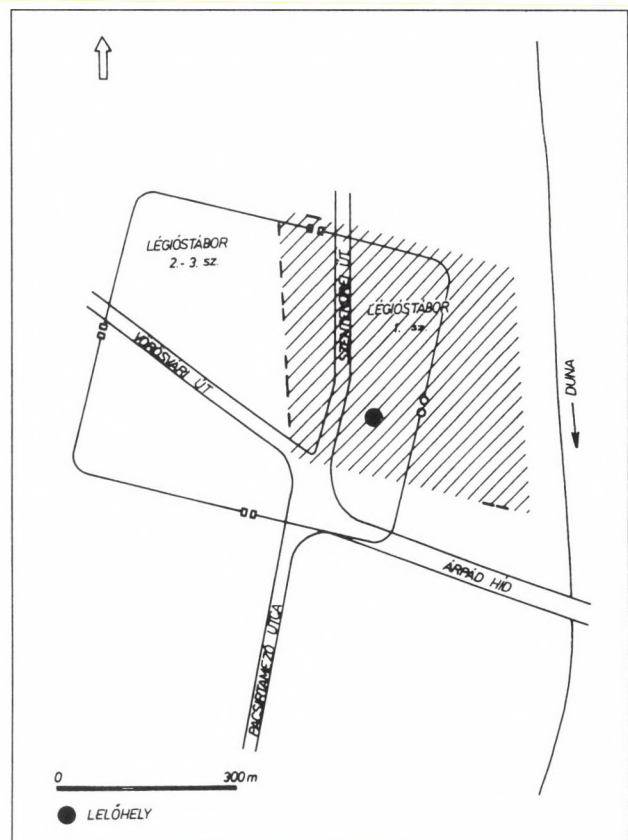 LÉGIÓSTÁBOR
2.-3. SZ.
SZENTENDREI ÚT
LÉGIÓSTÁBOR
1. SZ.
VÖRÖSVÁRI ÚT
DUNA
ÁRPÁD HÍD
PACSIRTAMEZŐ UTCA
0 300 m
LELŐHELY